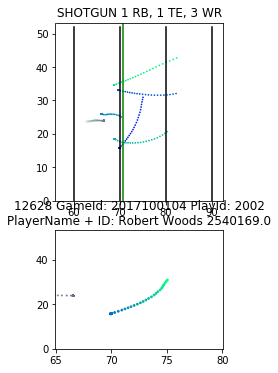 SHOTGUN 1 RB, 1 TE, 3 WR
50
40
30
20
10
0
60 70 80 90
12628 GameId: 2017100104 PlayId: 2002
PlayerName + ID: Robert Woods 2540169.0
40
20
0
65 70 75 80